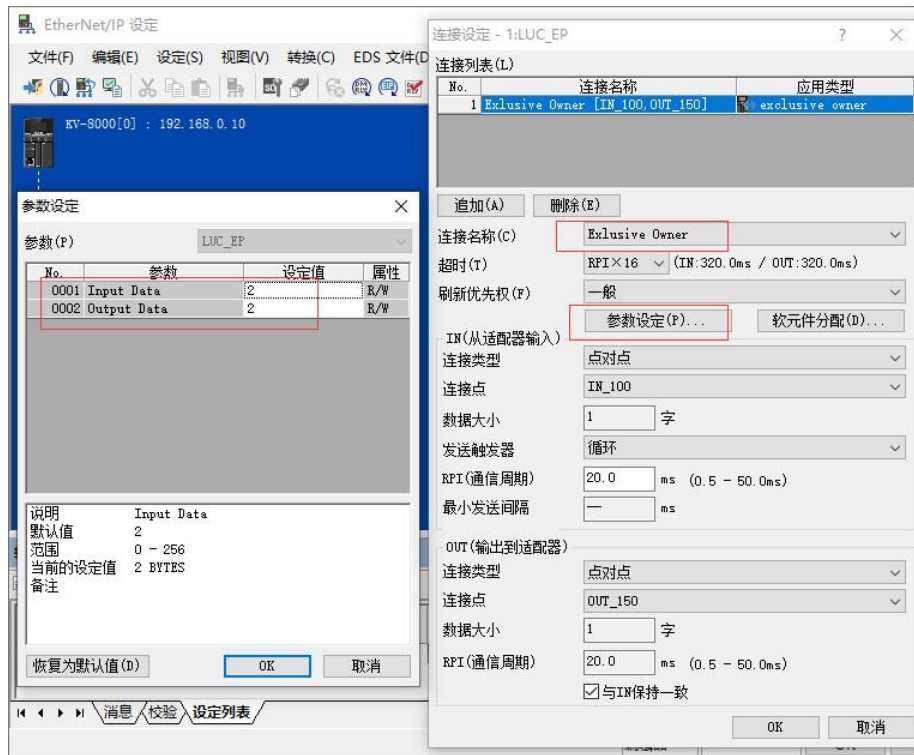 EtherNet/IP 设定
文件(F) 编辑(E) 设定(S) 视图(V) 转换(C) EDS 文件(D
KV-8000[0] : 192.168.0.10
参数设定
参数(P) LUC_EP
No. 参数 设定值 属性
0001 Input Data 2 R/W
0002 Output Data 2 R/W
说明 Input Data
默认值 2
范围 0 - 256
当前的设定值 2 BYTES
备注
恢复为默认值(D) OK 取消
消息 校验 设定列表
连接设定 - 1:LUC_EP
连接列表(L)
No. 连接名称 应用类型
1 Exlusive Owner [IN_100,OUT_150] exclusive owner
追加(A) 删除(E)
连接名称(C) Exlusive Owner
超时(T) RPI×16 (IN:320.0ms / OUT:320.0ms)
刷新优先权(F) 一般
参数设定(P)... 软元件分配(D)...
IN(从适配器输入)
连接类型 点对点
连接点 IN_100
数据大小 1 字
发送触发器 循环
RPI(通信周期) 20.0 ms (0.5 - 50.0ms)
最小发送间隔 — ms
OUT(输出到适配器)
连接类型 点对点
连接点 OUT_150
数据大小 1 字
RPI(通信周期) 20.0 ms (0.5 - 50.0ms)
与IN保持一致
OK 取消